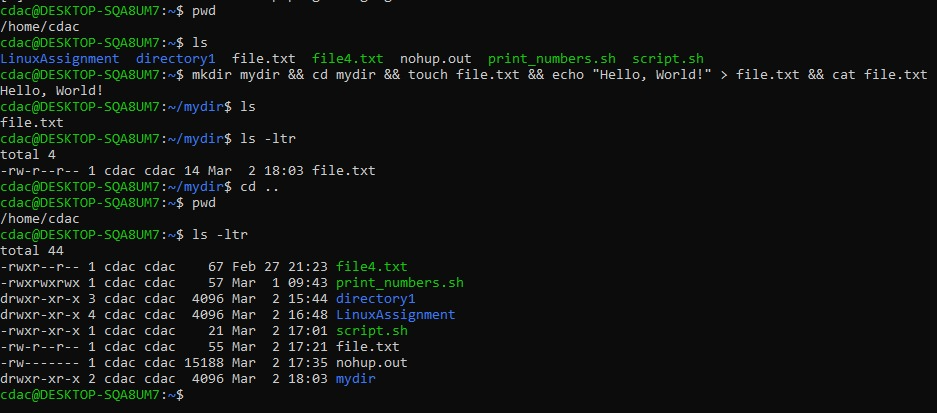 cdac@DESKTOP-SQA8UM7:~$ pwd
/home/cdac
cdac@DESKTOP-SQA8UM7:~$ ls
LinuxAssignment  directory1  file.txt  file4.txt  nohup.out  print_numbers.sh  script.sh
cdac@DESKTOP-SQA8UM7:~$ mkdir mydir && cd mydir && touch file.txt && echo "Hello, World!" > file.txt && cat file.txt
Hello, World!
cdac@DESKTOP-SQA8UM7:~/mydir$ ls
file.txt
cdac@DESKTOP-SQA8UM7:~/mydir$ ls -ltr
total 4
-rw-r--r-- 1 cdac cdac 14 Mar  2 18:03 file.txt
cdac@DESKTOP-SQA8UM7:~/mydir$ cd ..
cdac@DESKTOP-SQA8UM7:~$ pwd
/home/cdac
cdac@DESKTOP-SQA8UM7:~$ ls -ltr
total 44
-rwxr--r-- 1 cdac cdac    67 Feb 27 21:23 file4.txt
-rwxrwxrwx 1 cdac cdac    57 Mar  1 09:43 print_numbers.sh
drwxr-xr-x 3 cdac cdac  4096 Mar  2 15:44 directory1
drwxr-xr-x 4 cdac cdac  4096 Mar  2 16:48 LinuxAssignment
-rwxr-xr-x 1 cdac cdac    21 Mar  2 17:01 script.sh
-rw-r--r-- 1 cdac cdac    55 Mar  2 17:21 file.txt
-rw------- 1 cdac cdac 15188 Mar  2 17:35 nohup.out
drwxr-xr-x 2 cdac cdac  4096 Mar  2 18:03 mydir
cdac@DESKTOP-SQA8UM7:~$